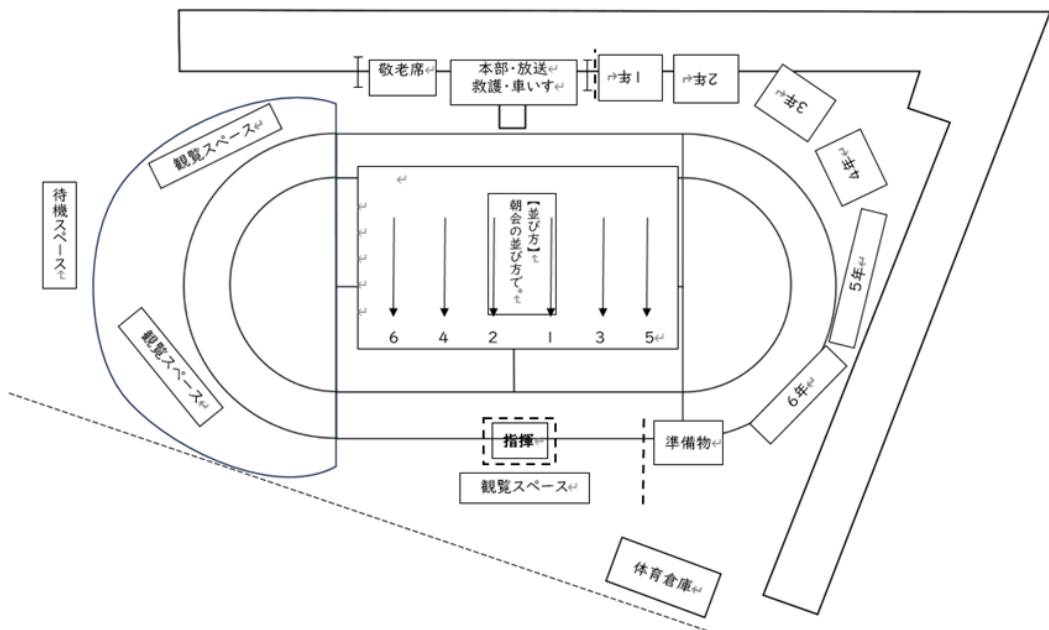 敬老席
本部・放送
救護・車いす
1年
2年
3年
4年
5年
6年
観覧スペース
待機スペース
観覧スペース
【並び方】
朝会の並び方で。
6 4 2 1 3 5
指揮
準備物
観覧スペース
体育倉庫